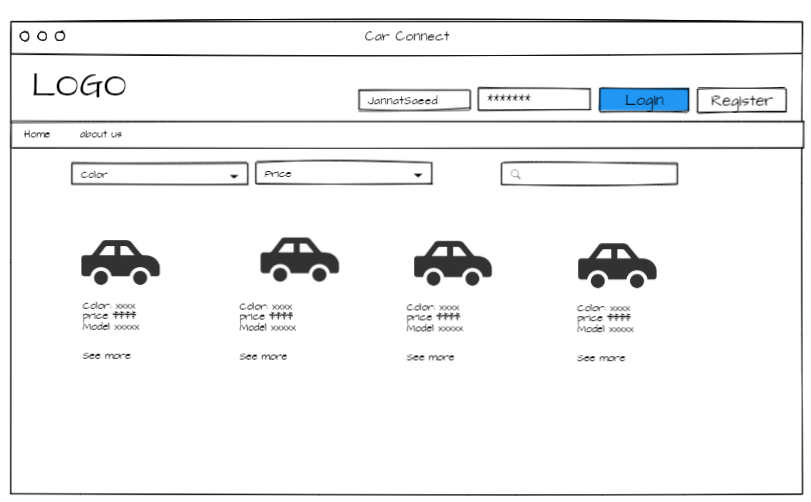 Car Connect
LOGO
JannatSaeed
*******
Login
Register
Home
about us
Color
Price
Color: xxxx
price ₮₮₮₮
Model xxxxx
See more
Color: xxxx
price ₮₮₮₮
Model xxxxx
See more
Color: xxxx
price ₮₮₮₮
Model xxxxx
See more
Color: xxxx
price ₮₮₮₮
Model xxxxx
See more